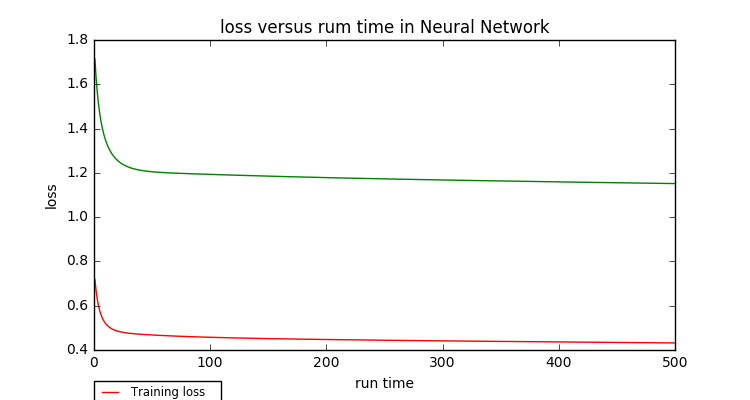 loss versus rum time in Neural Network
1.8
1.6
1.4
1.2
1.0
0.8
0.6
0.4
loss
0 100 200 300 400 500
run time
Training loss